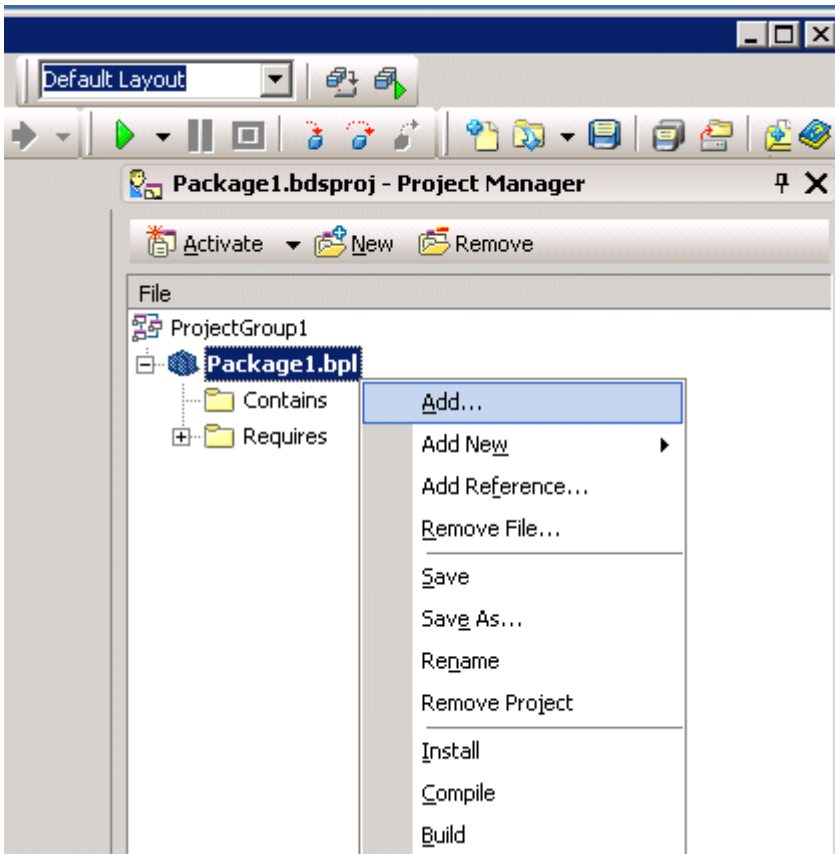 Default Layout
Package1.bdsproj - Project Manager
Activate New Remove
File
ProjectGroup1
Package1.bpl
Contains
Requires
Add...
Add New
Add Reference...
Remove File...
Save
Save As...
Rename
Remove Project
Install
Compile
Build